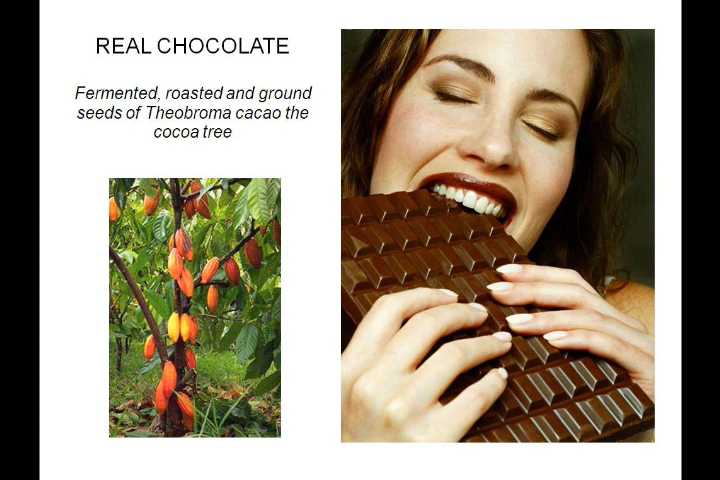 REAL CHOCOLATE
Fermented, roasted and ground
seeds of Theobroma cacao the
cocoa tree